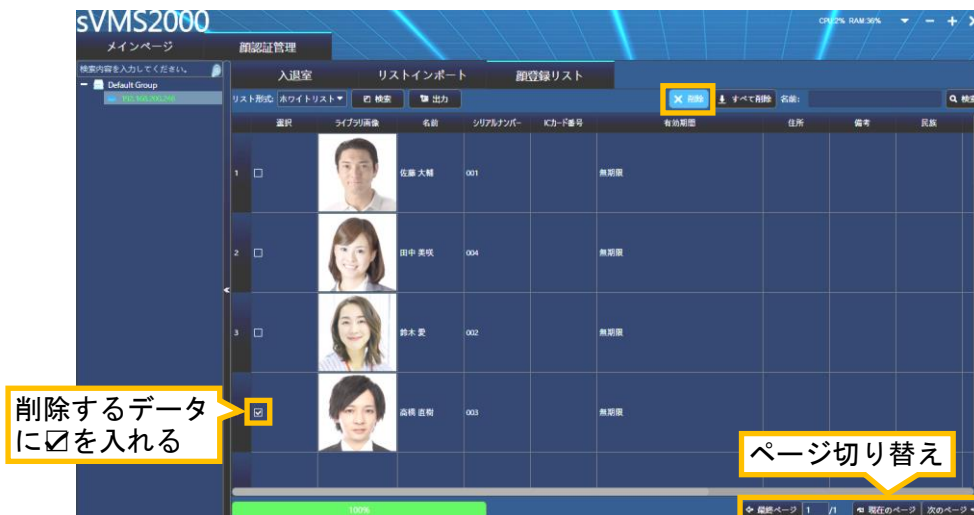 sVMS2000
CPU:2% RAM:36%
メインページ
顔認証管理
検索内容を入力してください。
Default Group
入退室
リストインポート
顔登録リスト
リスト形式: ホワイトリスト
検索
出力
削除
すべて削除
名前:
検索
選択 ライブラリ画像 名前 シリアルナンバー ICカード番号 有効期間 住所 備考 民族
1 佐藤 大輔 001 無期限
2 田中 美咲 004 無期限
3 鈴木 愛 002 無期限
高橋 直樹 003 無期限
削除するデータ
に☑を入れる
ページ切り替え
100%
最終ページ 1 /1 現在のページ 次のページ